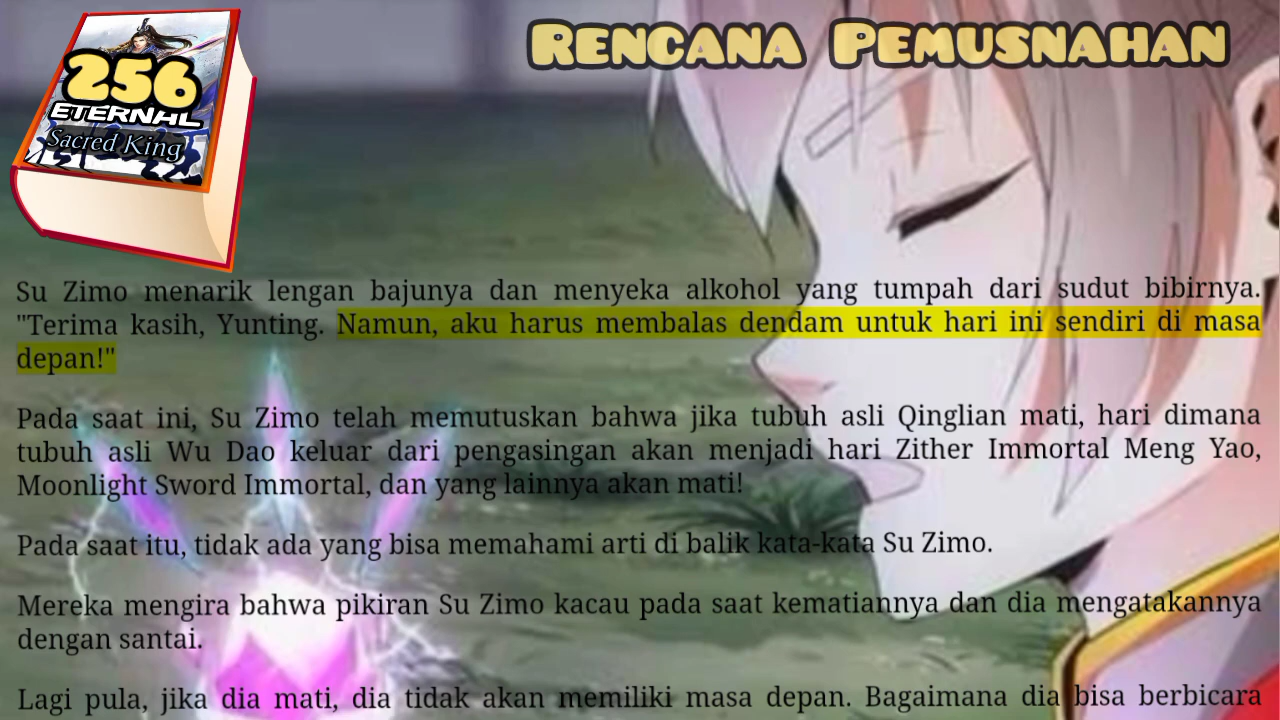 RENCANA PEMUSNAHAN
256
ETERNAL
Sacred King
Su Zimo menarik lengan bajunya dan menyeka alkohol yang tumpah dari sudut bibirnya.
"Terima kasih, Yunting. Namun, aku harus membalas dendam untuk hari ini sendiri di masa
depan!"
Pada saat ini, Su Zimo telah memutuskan bahwa jika tubuh asli Qinglian mati, hari dimana
tubuh asli Wu Dao keluar dari pengasingan akan menjadi hari Zither Immortal Meng Yao,
Moonlight Sword Immortal, dan yang lainnya akan mati!
Pada saat itu, tidak ada yang bisa memahami arti di balik kata-kata Su Zimo.
Mereka mengira bahwa pikiran Su Zimo kacau pada saat kematiannya dan dia mengatakannya
dengan santai.
Lagi pula, jika dia mati, dia tidak akan memiliki masa depan. Bagaimana dia bisa berbicara